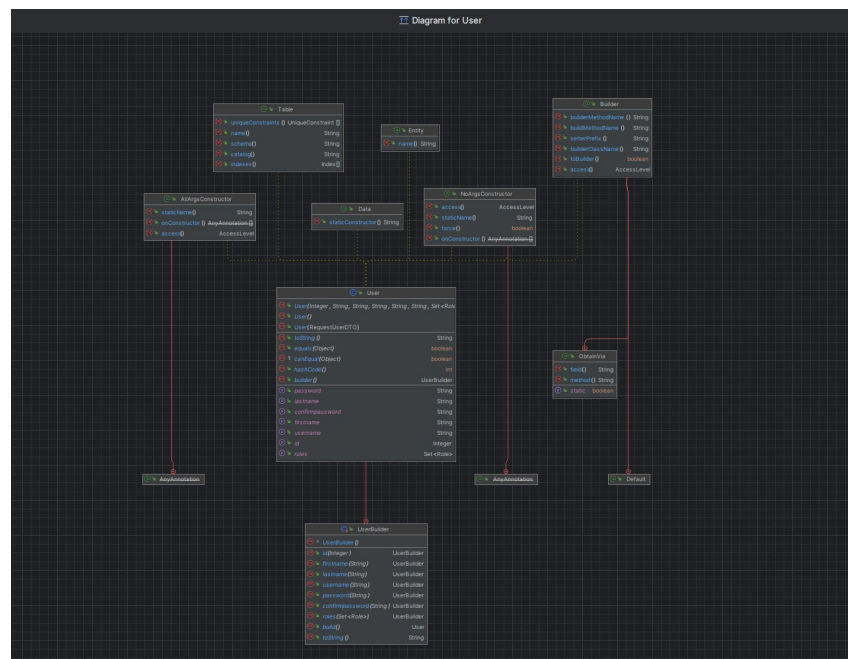 Diagram for User
Table
uniqueConstraints () UniqueConstraint []
name() String
schema() String
catalog() String
indexes() Index[]
Entity
name() String
Builder
builderMethodName () String
buildMethodName () String
setterPrefix () String
builderClassName () String
toBuilder() boolean
access() AccessLevel
AllArgsConstructor
staticName() String
onConstructor () AnyAnnotation []
access() AccessLevel
Data
staticConstructor() String
NoArgsConstructor
access() AccessLevel
staticName() String
force() boolean
onConstructor () AnyAnnotation []
User
User(Integer , String, String, String, String, String, Set <Role
User()
User(RequestUserDTO)
toString () String
equals(Object) boolean
canEqual(Object) boolean
hashCode() int
builder() UserBuilder
password String
lastname String
confirmpassword String
firstname String
username String
id Integer
roles Set <Role>
ObtainVia
field() String
method() String
static boolean
AnyAnnotation
AnyAnnotation
Default
UserBuilder
UserBuilder ()
id(Integer ) UserBuilder
firstname (String) UserBuilder
lastname(String) UserBuilder
username (String) UserBuilder
password(String ) UserBuilder
confirmpassword (String ) UserBuilder
roles(Set <Role>) UserBuilder
build() User
toString () String